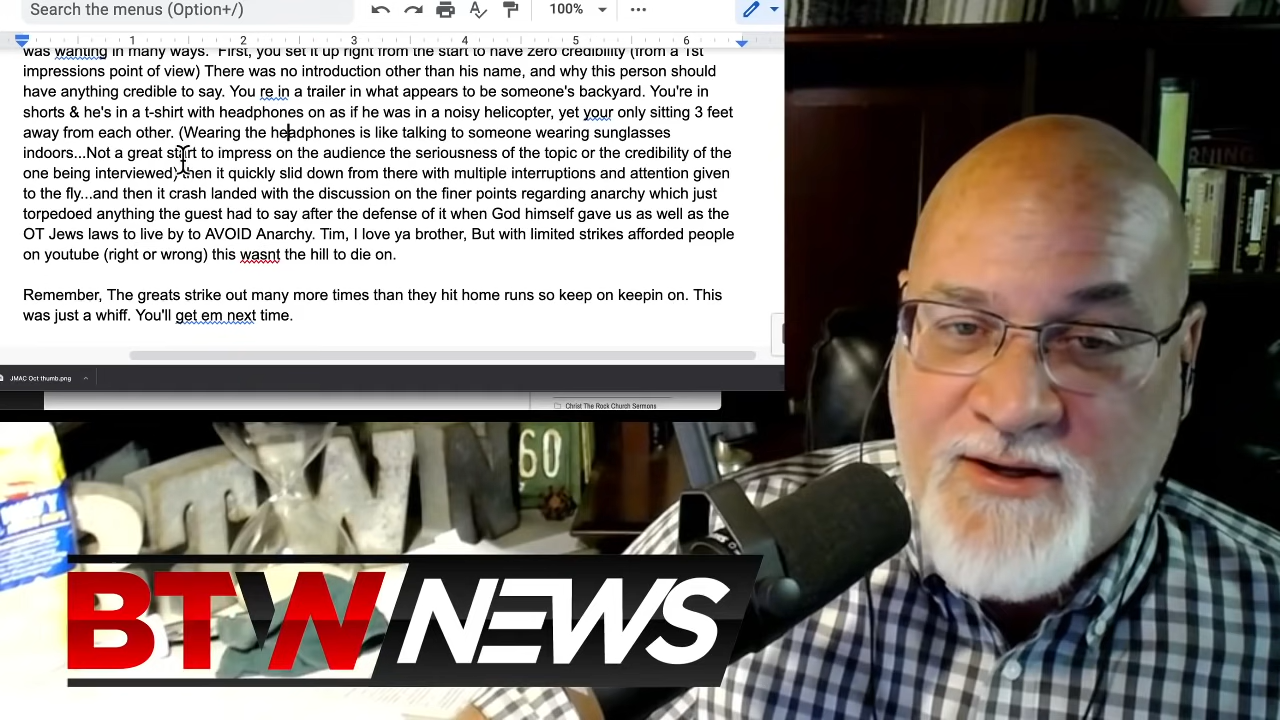 Search the menus (Option+/)
100%
1 2 3 4 5 6
was wanting in many ways. First, you set it up right from the start to have zero credibility (from a 1st
impressions point of view) There was no introduction other than his name, and why this person should
have anything credible to say. You re in a trailer in what appears to be someone's backyard. You're in
shorts & he's in a t-shirt with headphones on as if he was in a noisy helicopter, yet your only sitting 3 feet
away from each other. (Wearing the headphones is like talking to someone wearing sunglasses
indoors...Not a great start to impress on the audience the seriousness of the topic or the credibility of the
one being interviewed) then it quickly slid down from there with multiple interruptions and attention given
to the fly...and then it crash landed with the discussion on the finer points regarding anarchy which just
torpedoed anything the guest had to say after the defense of it when God himself gave us as well as the
OT Jews laws to live by to AVOID Anarchy. Tim, I love ya brother, But with limited strikes afforded people
on youtube (right or wrong) this wasnt the hill to die on.
Remember, The greats strike out many more times than they hit home runs so keep on keepin on. This
was just a whiff. You'll get em next time.
JMAC Oct thumb.png
Christ The Rock Church Sermons
TWIN
60
BTW NEWS